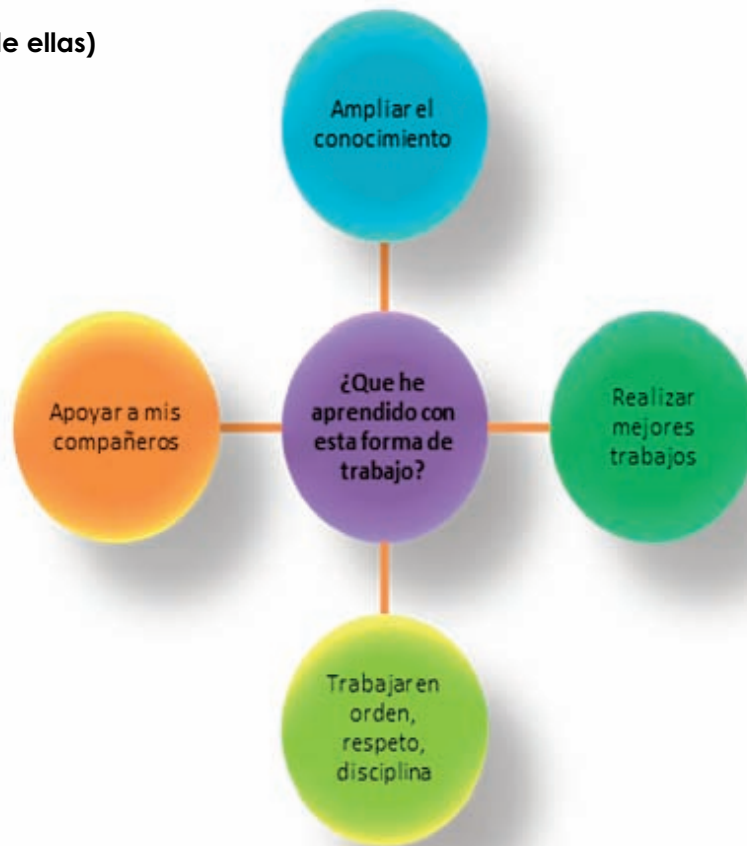 de ellas)
Ampliar el
conocimiento
Apoyar a mis
compañeros
¿Que he
aprendido con
esta forma de
trabajo?
Realizar
mejores
trabajos
Trabajar en
orden,
respeto,
disciplina